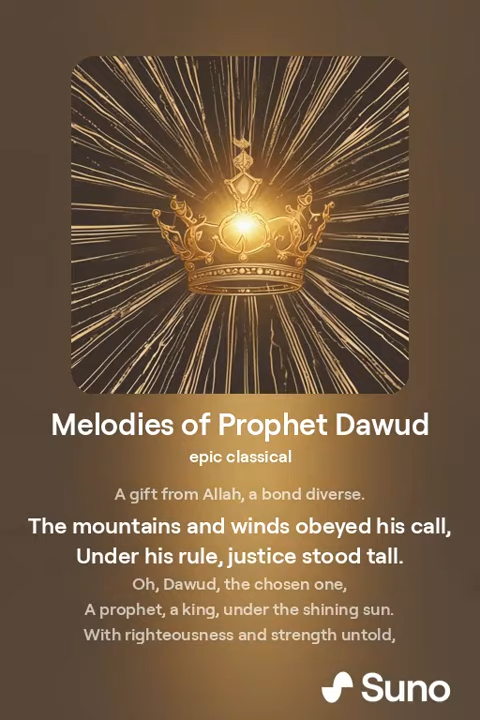 Melodies of Prophet Dawud
epic classical
A gift from Allah, a bond diverse.
The mountains and winds obeyed his call,
Under his rule, justice stood tall.
Oh, Dawud, the chosen one,
A prophet, a king, under the shining sun.
With righteousness and strength untold,
Suno